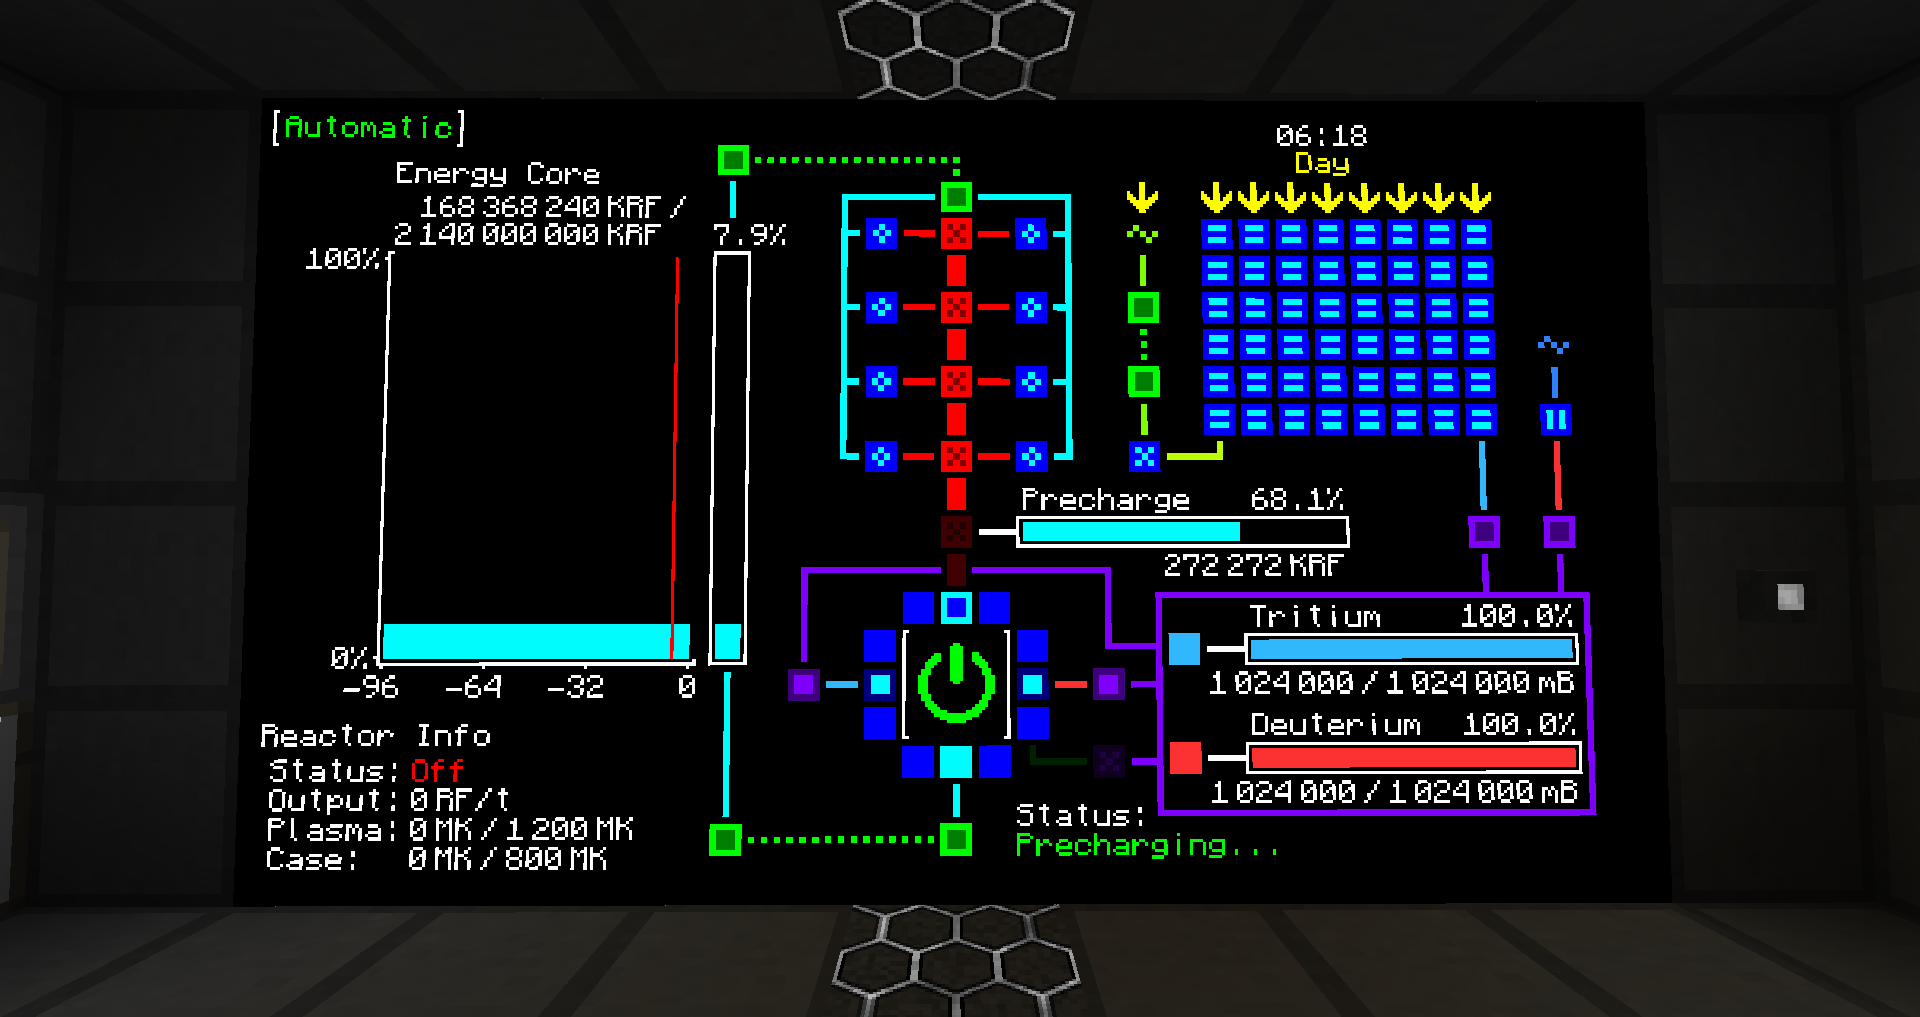 [Automatic]
Energy Core
168 368 240 KRF /
2 140 000 000 KRF
7.9%
100%
0%
-96 -64 -32 0
Reactor Info
Status: Off
Output: 0 RF/t
Plasma: 0 MK / 1 200 MK
Case: 0 MK / 800 MK
06:18
Day
Precharge 68.1%
272 272 KRF
Tritium 100.0%
1 024 000 / 1 024 000 mB
Deuterium 100.0%
1 024 000 / 1 024 000 mB
Status:
Precharging...